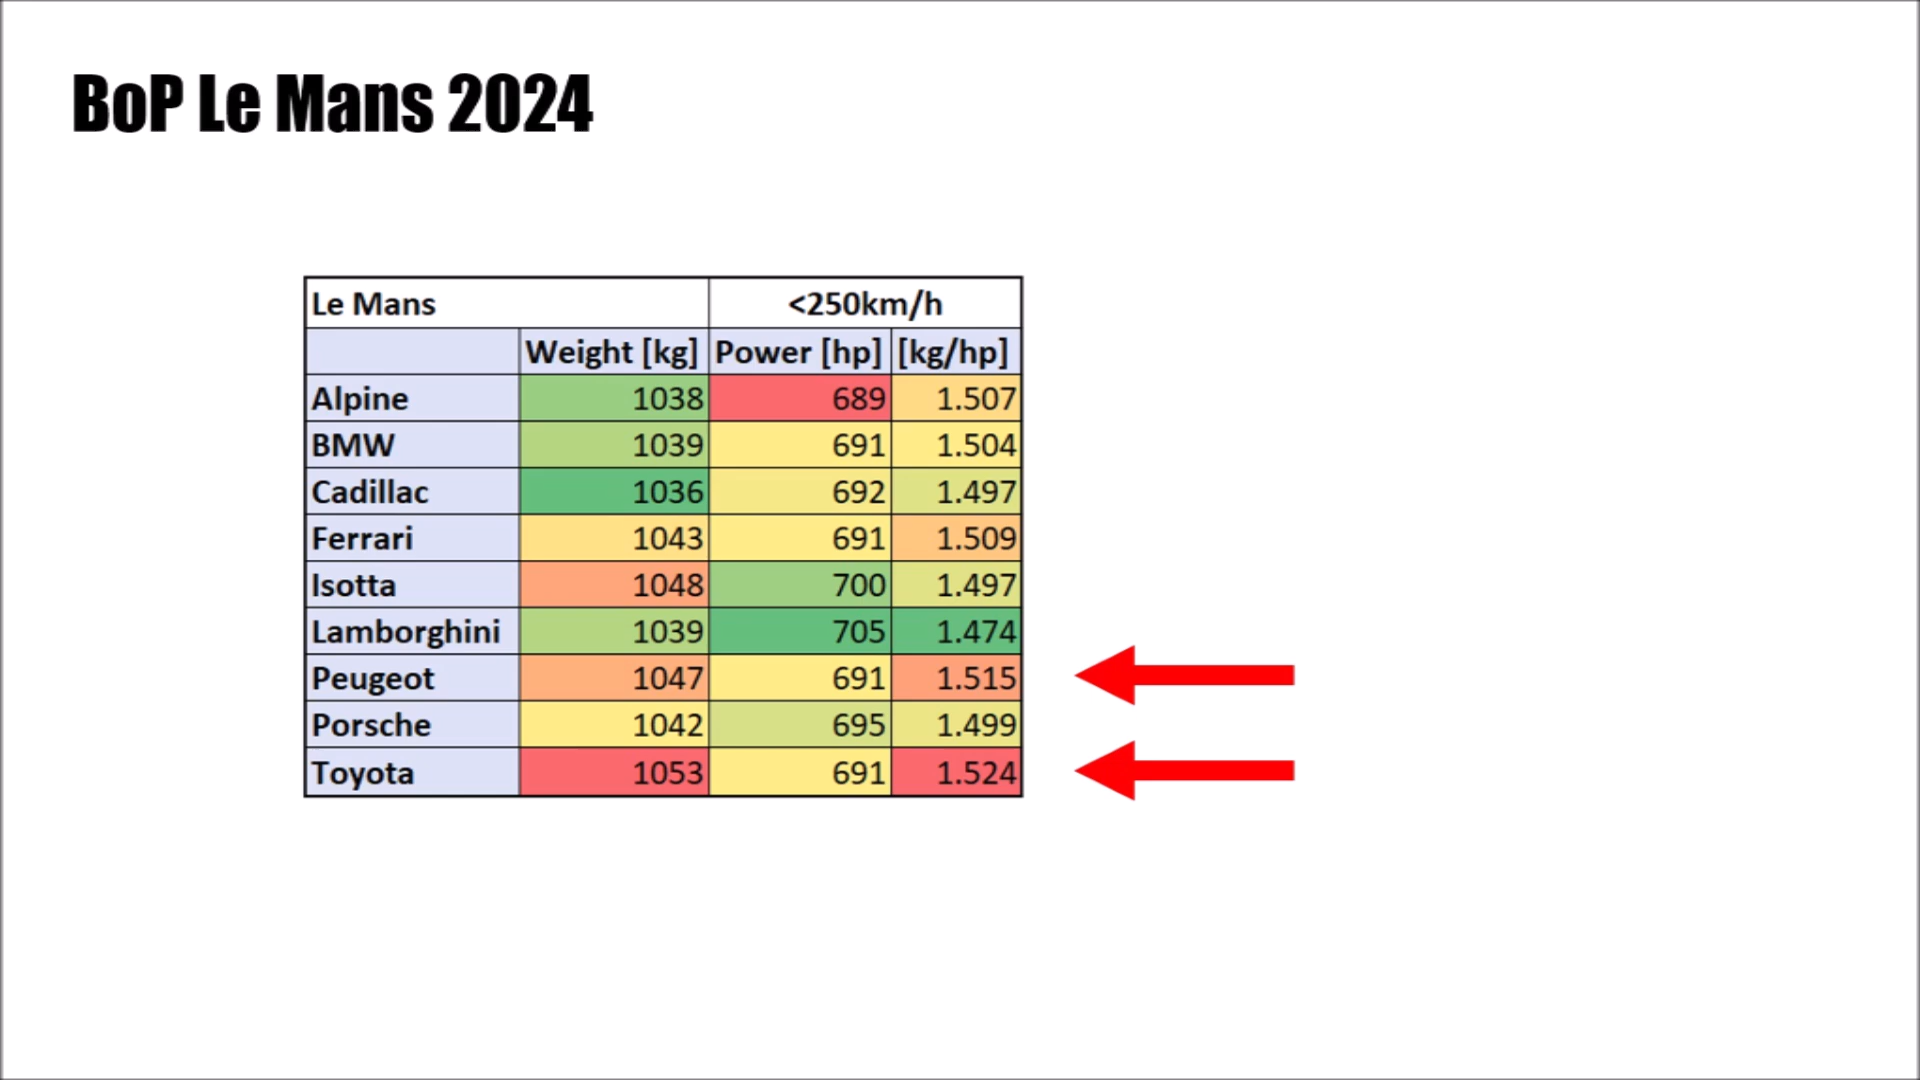 BoP Le Mans 2024
Le Mans <250km/h
Weight [kg] Power [hp] [kg/hp]
Alpine 1038 689 1.507
BMW 1039 691 1.504
Cadillac 1036 692 1.497
Ferrari 1043 691 1.509
Isotta 1048 700 1.497
Lamborghini 1039 705 1.474
Peugeot 1047 691 1.515
Porsche 1042 695 1.499
Toyota 1053 691 1.524